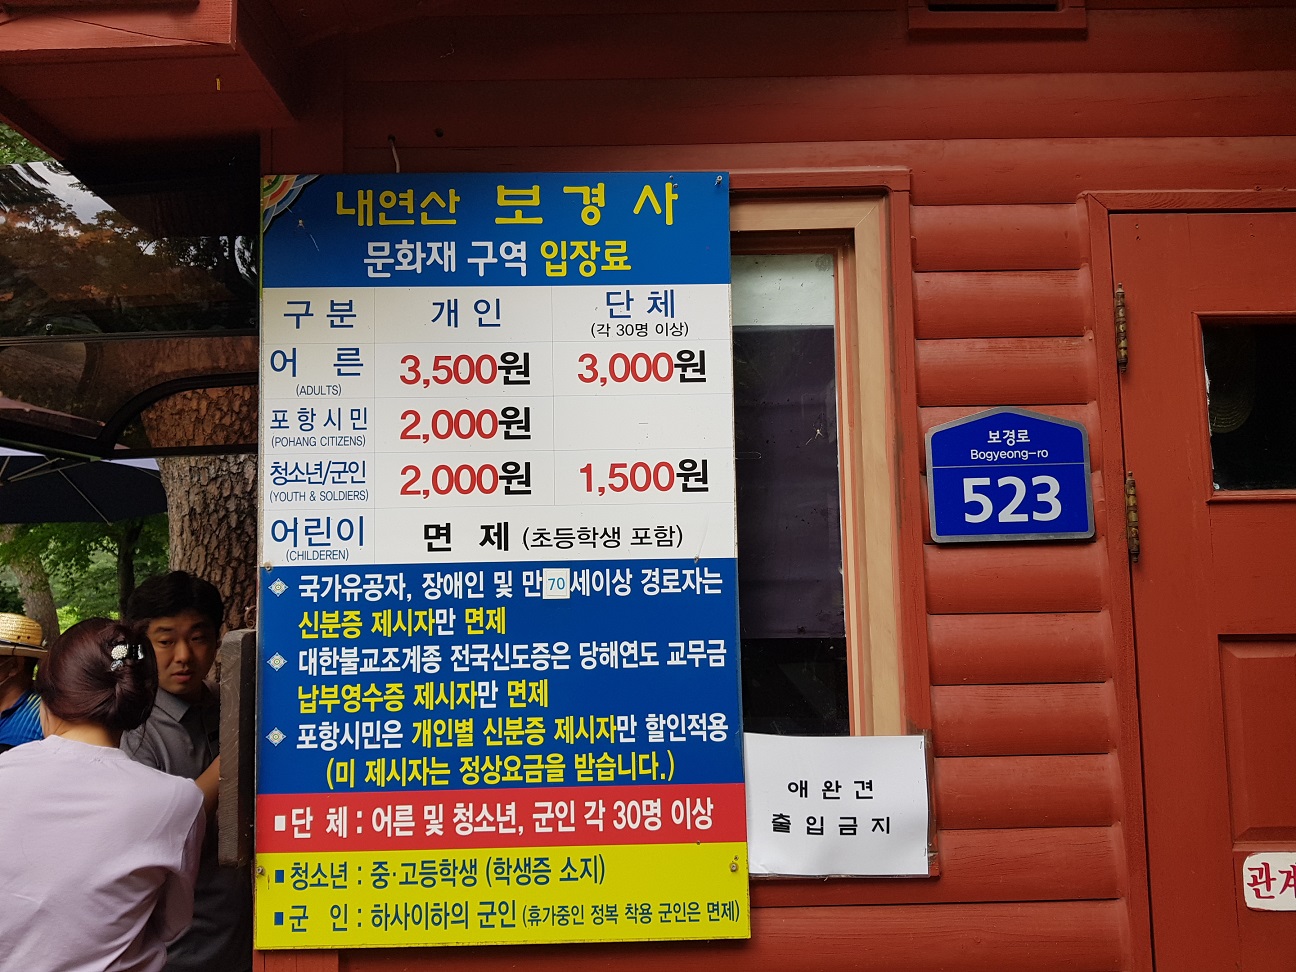 내연산 보경사
문화재 구역 입장료
구분 개인 단체
(각 30명 이상)
어 른 3,500원 3,000원
(ADULTS)
포항시민 2,000원 –
(POHANG CITIZENS)
청소년/군인 2,000원 1,500원
(YOUTH & SOLDIERS)
어린이 면 제 (초등학생 포함)
(CHILDEREN)
국가유공자, 장애인 및 만70세이상 경로자는
신분증 제시자만 면제
대한불교조계종 전국신도증은 당해연도 교무금
납부영수증 제시자만 면제
포항시민은 개인별 신분증 제시자만 할인적용
(미 제시자는 정상요금을 받습니다.)
■단 체 : 어른 및 청소년, 군인 각 30명 이상
■청소년 : 중·고등학생 (학생증 소지)
■군 인 : 하사이하의 군인 (휴가중인 정복 착용 군인은 면제)
보경로
Bogyeong-ro
523
애완견
출입금지
관계